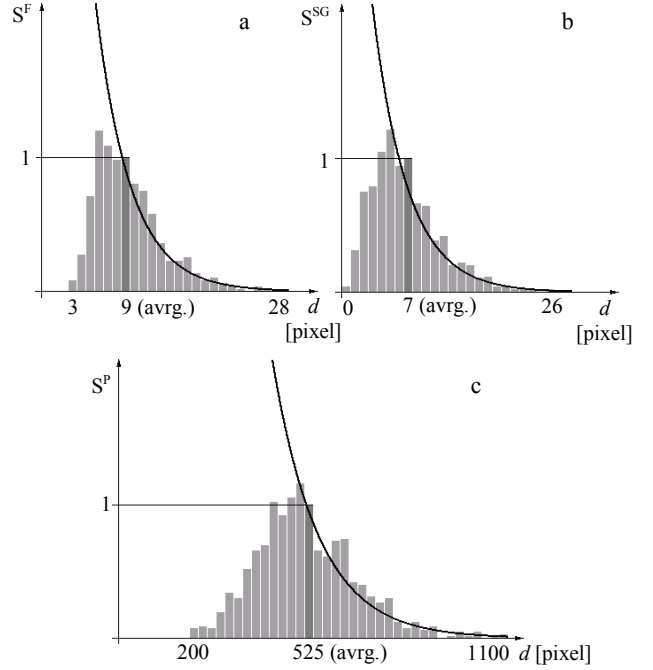 S^F
a
1
3
9 (avrg.)
28
d
[pixel]
S^SG
b
1
0
7 (avrg.)
26
d
[pixel]
S^P
c
1
200
525 (avrg.)
1100
d [pixel]